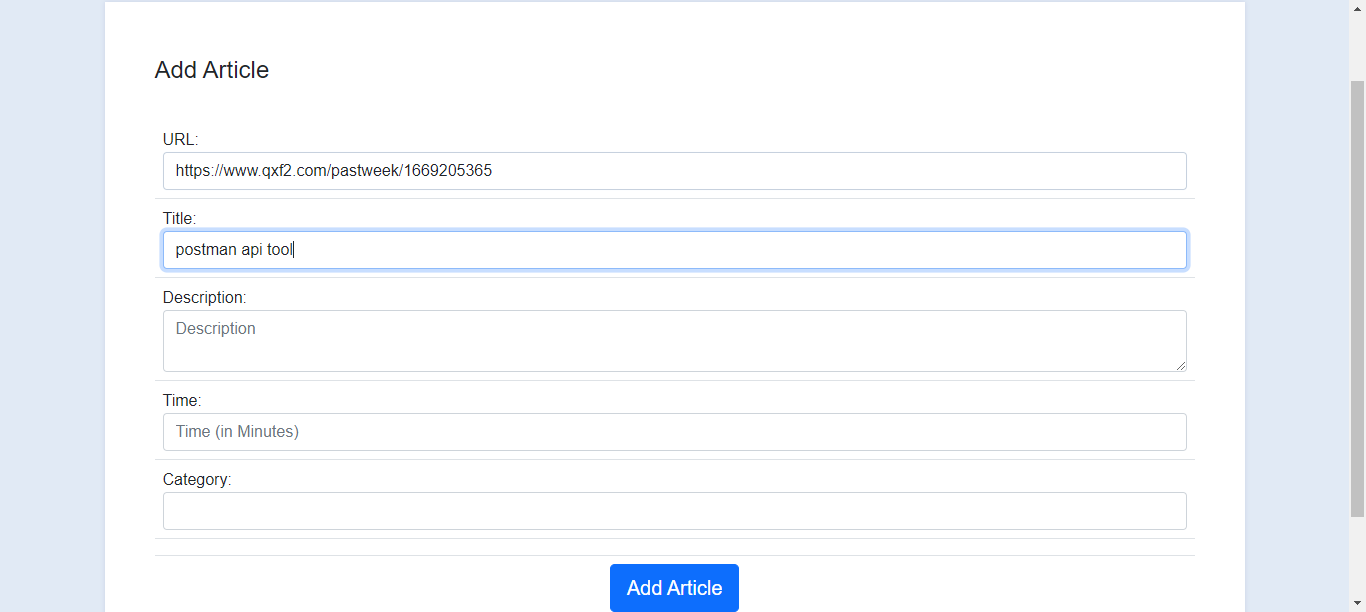 Add Article
URL:
https://www.qxf2.com/pastweek/1669205365
Title:
postman api tool
Description:
Description
Time:
Time (in Minutes)
Category:
Add Article